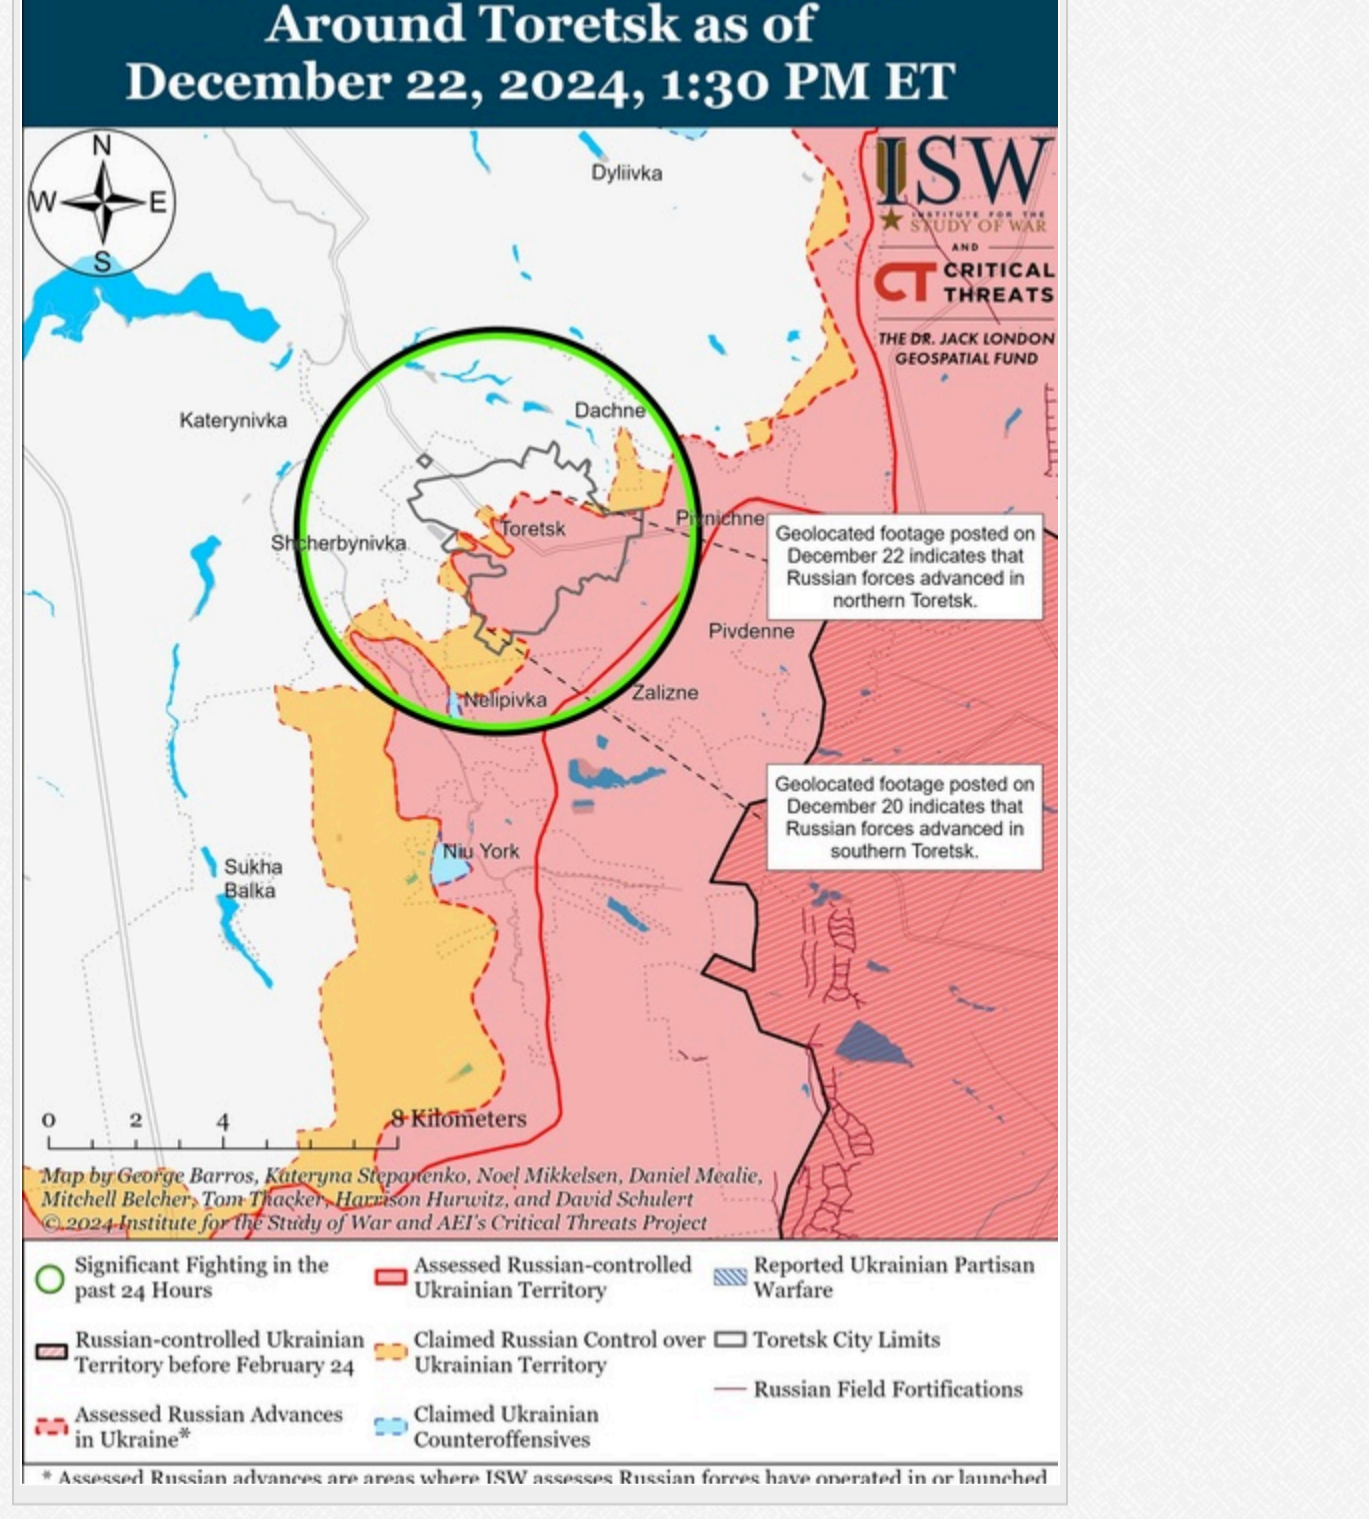 Around Toretsk as of
December 22, 2024, 1:30 PM ET
N
W
E
S
Dyliivka
ISW
INSTITUTE FOR THE
STUDY OF WAR
AND
CT CRITICAL
THREATS
THE DR. JACK LONDON
GEOSPATIAL FUND
Katerynivka
Dachne
Toretsk
Pivnichne
Shcherbynivka
Geolocated footage posted on
December 22 indicates that
Russian forces advanced in
northern Toretsk.
Pivdenne
Nelipivka
Zalizne
Geolocated footage posted on
December 20 indicates that
Russian forces advanced in
southern Toretsk.
Niu York
Sukha
Balka
0 2 4 8 Kilometers
Map by George Barros, Kateryna Stepanenko, Noel Mikkelsen, Daniel Mealie,
Mitchell Belcher, Tom Thacker, Harrison Hurwitz, and David Schulert
© 2024 Institute for the Study of War and AEI's Critical Threats Project
Significant Fighting in the
past 24 Hours
Russian-controlled Ukrainian
Territory before February 24
Assessed Russian Advances
in Ukraine*
Assessed Russian-controlled
Ukrainian Territory
Claimed Russian Control over
Ukrainian Territory
Claimed Ukrainian
Counteroffensives
Reported Ukrainian Partisan
Warfare
Toretsk City Limits
Russian Field Fortifications
* Assessed Russian advances are areas where ISW assesses Russian forces have operated in or launched